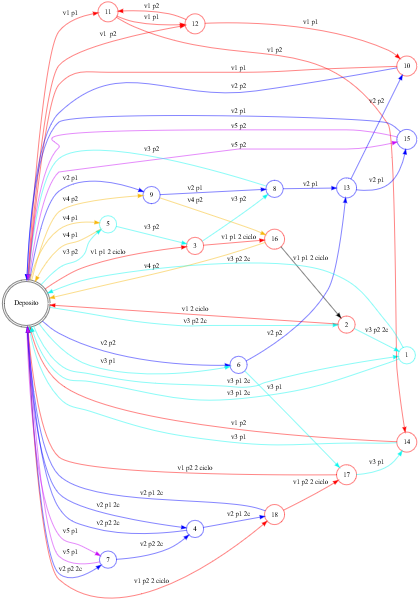 v1 p1
11
v1 p2
v1 p1
12
v1 p2
v1 p1
v1 p2
10
v2 p2
v2 p2
v2 p1
15
v5 p2
v5 p2
v3 p2
v2 p1
9
v2 p1
8
v2 p1
13
v2 p1
v4 p2
v4 p2
v3 p2
v4 p1
5
v3 p2
v4 p1
v3 p2
3
v1 p1 2 ciclo
16
v1 p1 2 ciclo
v3 p2 2c
v4 p2
Deposito
v1 2 ciclo
v3 p2 2c
2
v3 p2 2c
v2 p2
v2 p2
1
v3 p1
6
v3 p1
v3 p1 2c
v3 p1 2c
v1 p2
v3 p1
14
v1 p2 2 ciclo
17
v3 p1
v1 p2 2 ciclo
v2 p1 2c
v2 p1 2c
18
v2 p2 2c
4
v5 p1
v5 p1
7
v2 p2 2c
v2 p2 2c
v1 p2 2 ciclo